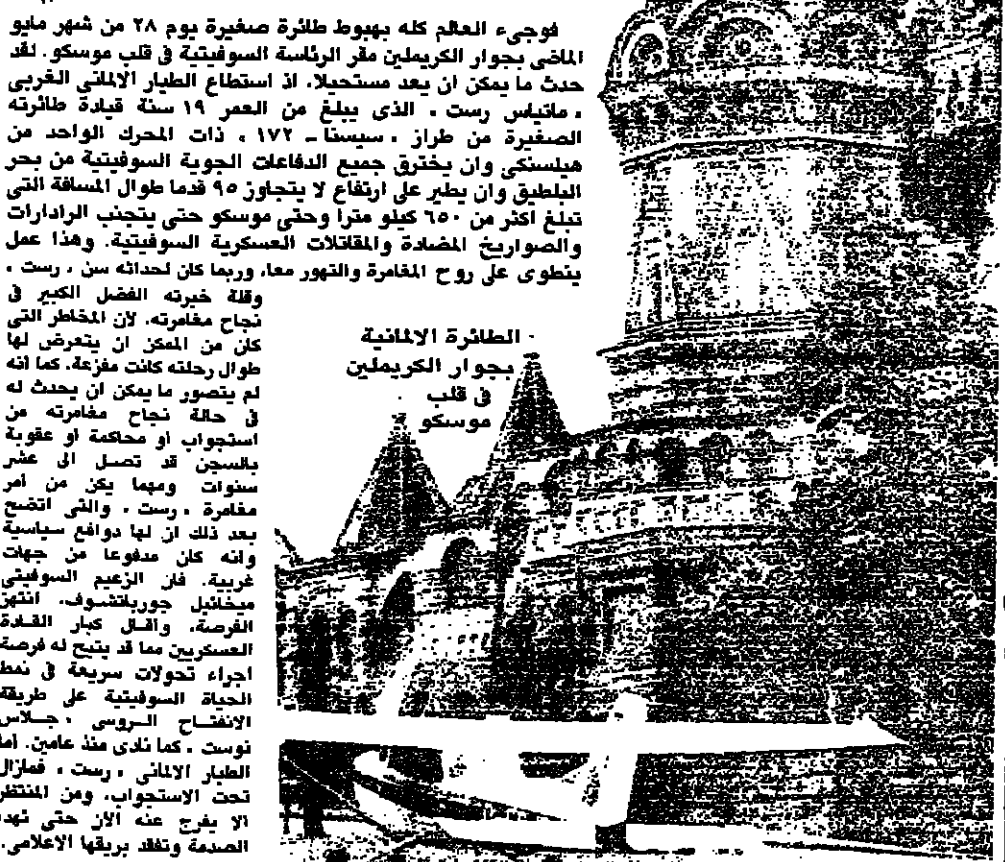 فوجىء العالم كله بهبوط طائرة صغيرة يوم ٢٨ من شهر مايو
الماضى بجوار الكريملين مقر الرئاسة السوفيتية فى قلب موسكو . لقد
حدث ما يمكن ان يعد مستحيلا، اذ استطاع الطيار الالمانى الغربى
، ماتياس رست ، الذى يبلغ من العمر ١٩ سنة قيادة طائرته
الصغيرة من طراز ، سيسنا - ١٧٢ ، ذات المحرك الواحد من
هيلسنكى وان يخترق جميع الدفاعات الجوية السوفيتية من بحر
البلطيق وان يطير على ارتفاع لا يتجاوز ٩٥ قدما طوال المسافة التى
تبلغ اكثر من ٦٥٠ كيلو مترا وحتى موسكو حتى يتجنب الرادارات
والصواريخ المضادة والمقاتلات العسكرية السوفيتية. وهذا عمل
ينطوى على روح المغامرة والتهور معا، وربما كان لحداثه سن ، رست ،
وقلة خبرته الفضل الكبير فى
نجاح مغامرته، لأن المخاطر التى
كان من الممكن ان يتعرض لها
طوال رحلته كانت مفزعة، كما أنه
لم يتصور ما يمكن ان يحدث له
فى حالة نجاح مغامرته من
استجواب أو محاكمة أو عقوبة
بالسجن قد تصل الى عشر
سنوات ومهما يكن من أمر
مغامرة ، رست ، والتى اتضح
بعد ذلك ان لها دوافع سياسية
وانه كان مدفوعا من جهات
غربية، فان الزعيم السوفيتى
ميخائيل جورباتشوف، انتهز
الفرصة، وأقال كبار القادة
العسكريين مما قد يتيح له فرصة
اجراء تحولات سريعة فى نمط
الحياة السوفيتية على طريقة
الانفتاح الروسى ، جلاس
نوست ، كما نادى منذ عامين. أما
الطيار الالمانى ، رست ، فمازال
تحت الاستجواب، ومن المنتظر
الا يفرج عنه الآن حتى تهدأ
الصدمة وتفقد بريقها الاعلامى.
الطائرة الالمانية
بجوار الكريملين
فى قلب
موسكو